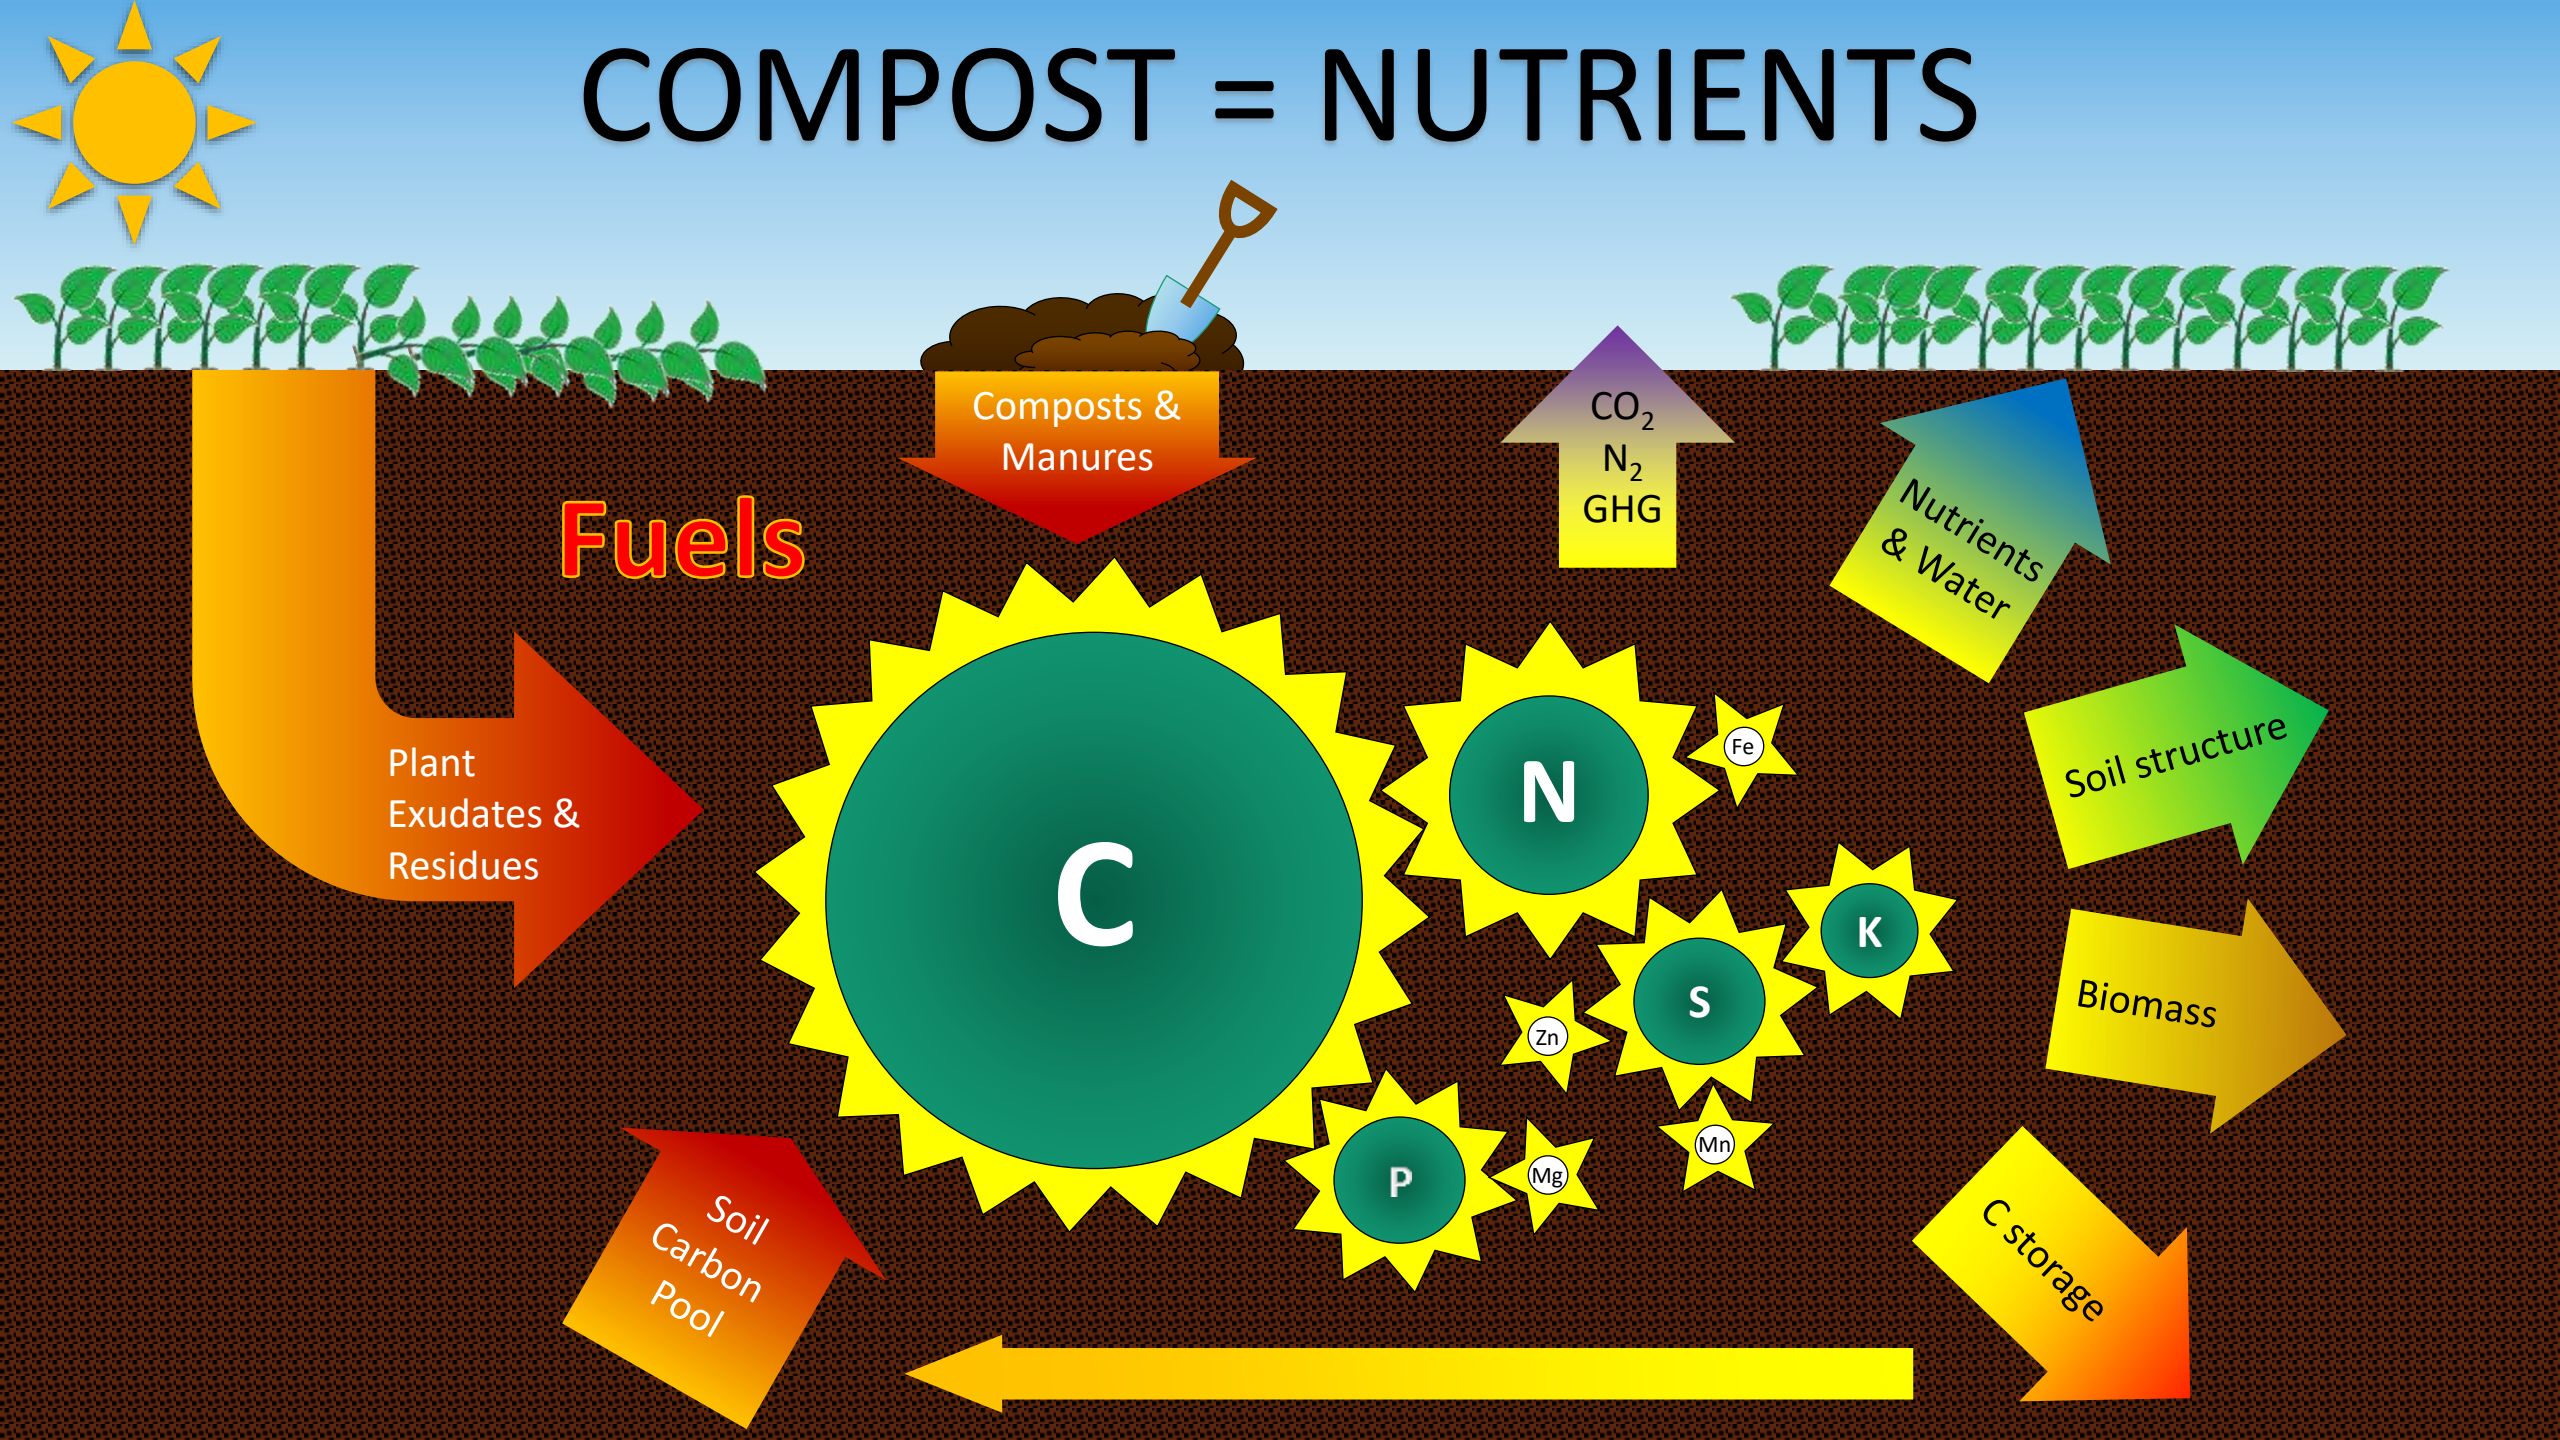 COMPOST = NUTRIENTS
Composts &
Manures
CO₂
N₂
GHG
Nutrients
& Water
Fuels
Soil structure
Plant
Exudates &
Residues
C
N
Fe
K
S
Zn
Biomass
P
Mg
Mn
Soil
Carbon
Pool
C storage